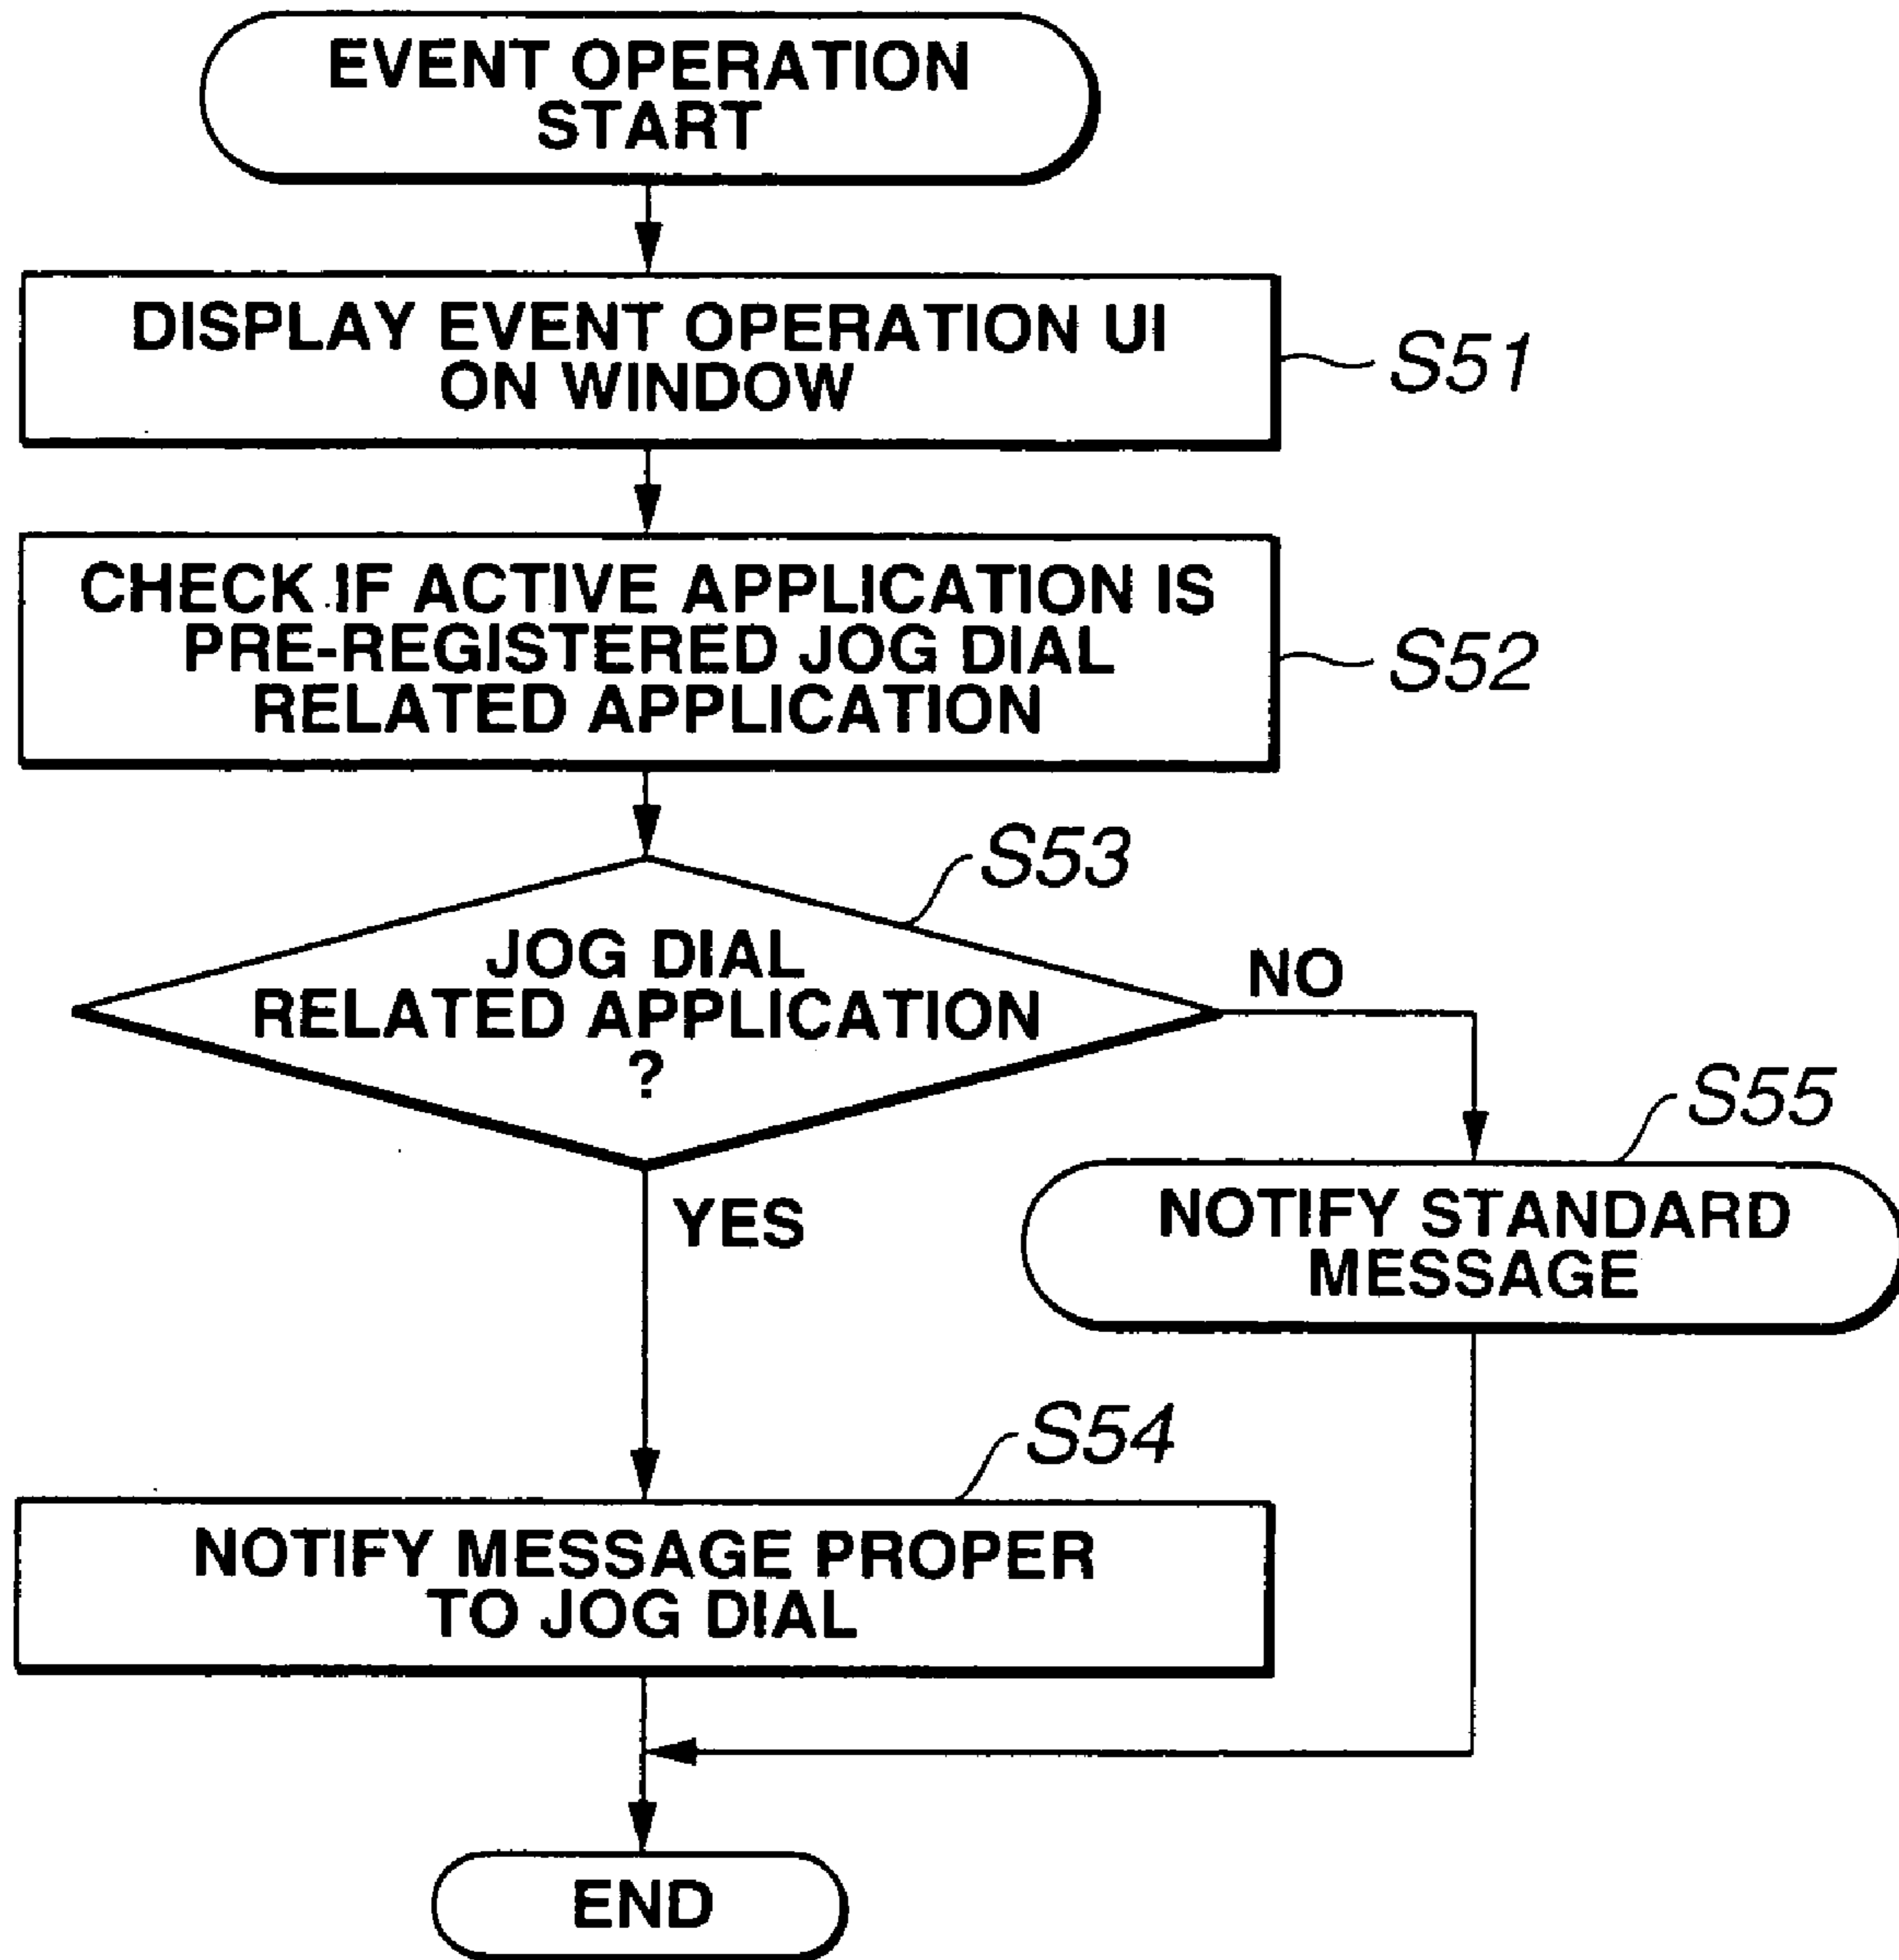 EVENT OPERATION
START
DISPLAY EVENT OPERATION UI
ON WINDOW
S51
CHECK IF ACTIVE APPLICATION IS
PRE-REGISTERED JOG DIAL
RELATED APPLICATION
S52
S53
JOG DIAL
RELATED APPLICATION
?
NO
YES
S55
NOTIFY STANDARD
MESSAGE
S54
NOTIFY MESSAGE PROPER
TO JOG DIAL
END